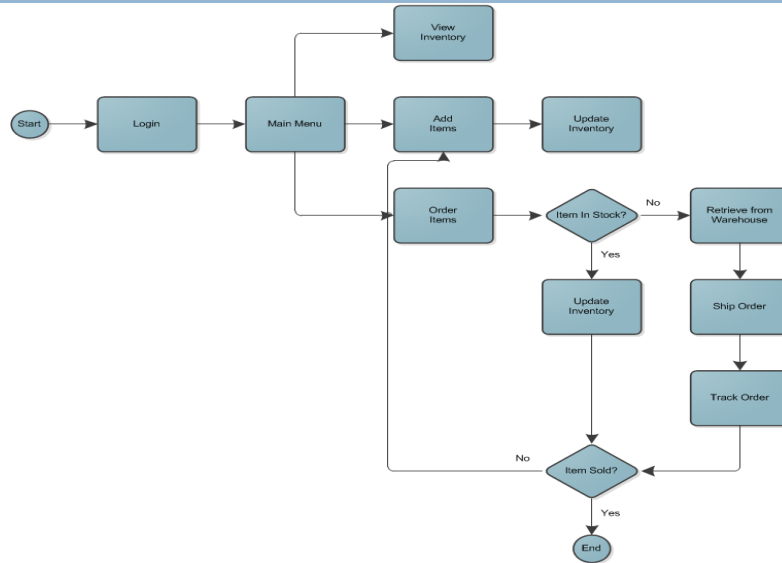 View
Inventory
Start
Login
Main Menu
Add
Items
Update
Inventory
Order
Items
Item In Stock?
No
Retrieve from
Warehouse
Yes
Update
Inventory
Ship Order
Track Order
No
Item Sold?
Yes
End